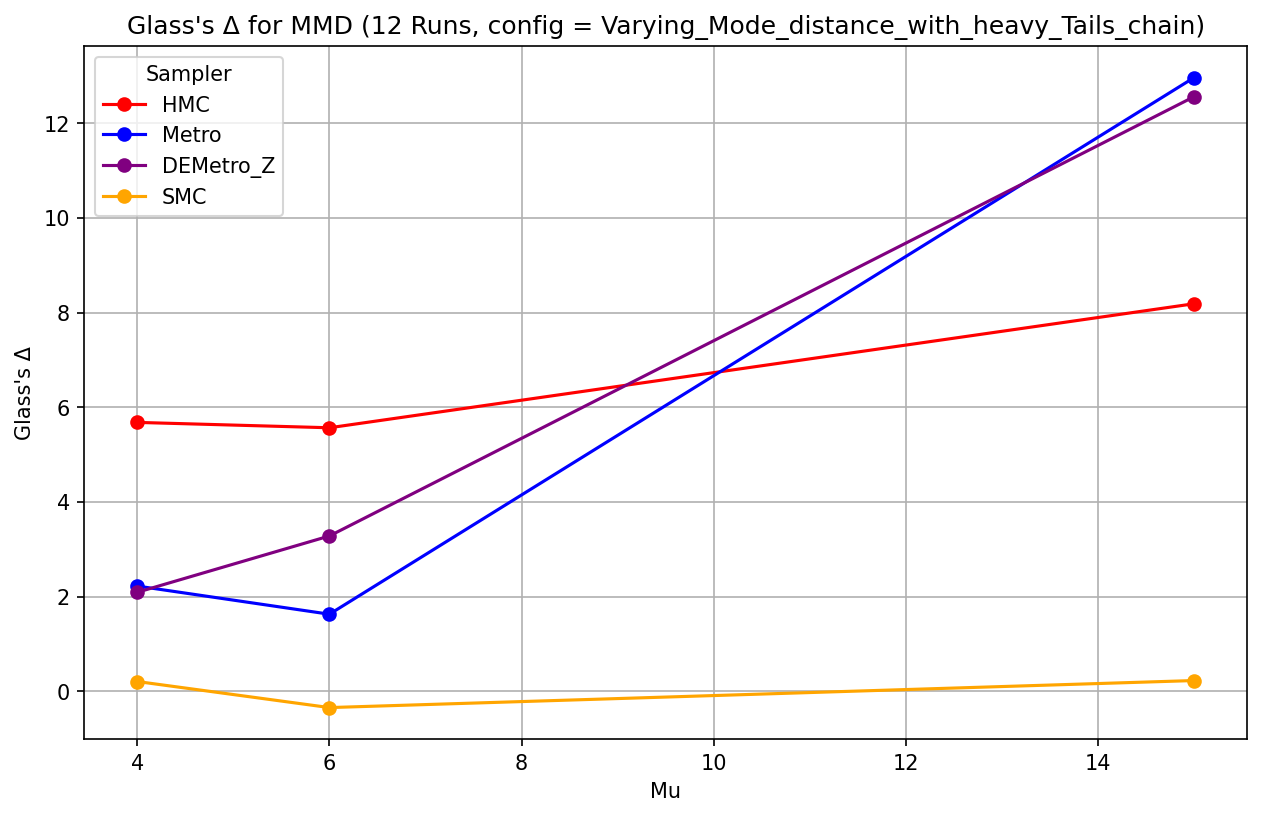 Glass's Δ for MMD (12 Runs, config = Varying_Mode_distance_with_heavy_Tails_chain)
Sampler
HMC
Metro
DEMetro_Z
SMC
Glass's Δ
12
10
8
6
4
2
0
4 6 8 10 12 14
Mu